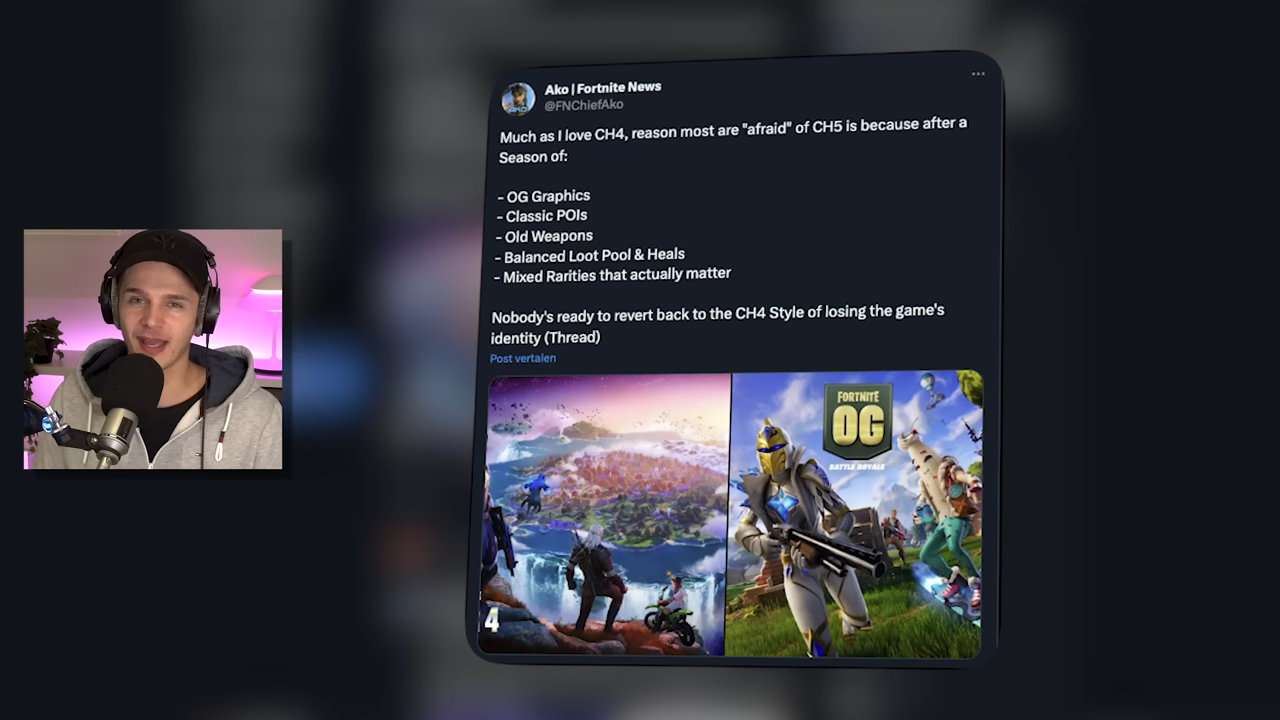 Ako | Fortnite News
@FNChiefAko
Much as I love CH4, reason most are "afraid" of CH5 is because after a
Season of:
- OG Graphics
- Classic POIs
- Old Weapons
- Balanced Loot Pool & Heals
- Mixed Rarities that actually matter
Nobody's ready to revert back to the CH4 Style of losing the game's
identity (Thread)
Post vertalen
FORTNITE
OG
BATTLE ROYALE
4